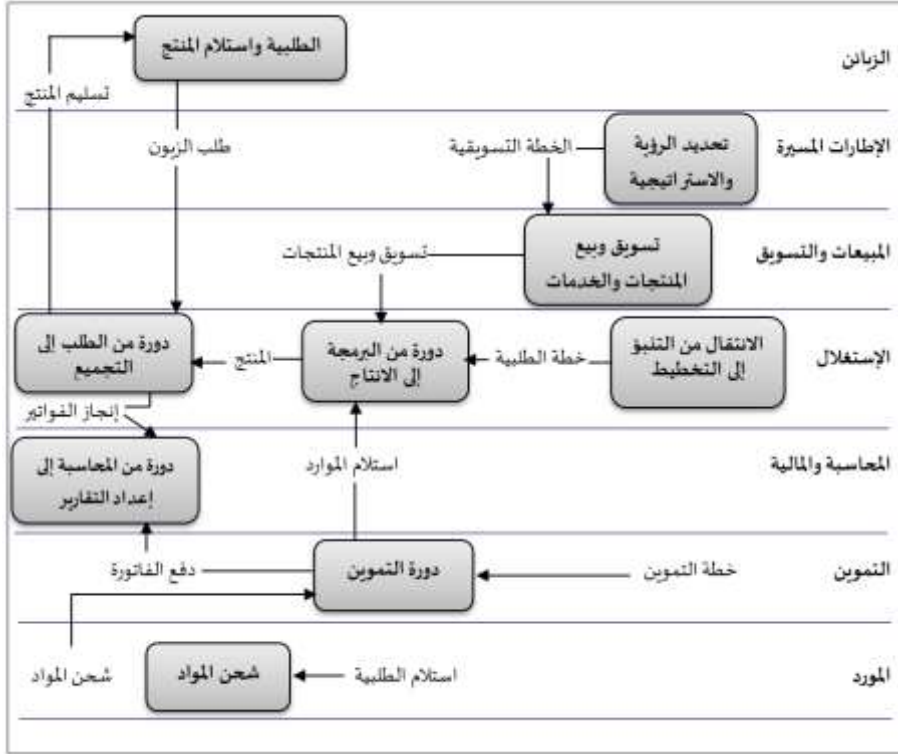 الطلبية واستلام المنتج
الزبائن
تسليم المنتج
الإطارات المسيرة
تحديد الرؤية
والاستراتيجية
الخطة التسويقية
طلب الزبون
المبيعات والتسويق
تسويق وبيع
المنتجات والخدمات
تسويق وبيع المنتجات
الإستغلال
الانتقال من التنبؤ
إلى التخطيط
خطة الطلبية
دورة من البرمجة
إلى الانتاج
المنتج
دورة من الطلب إلى
التجميع
إنجاز الفواتير
المحاسبة والمالية
استلام الموارد
دورة من المحاسبة إلى
إعداد التقارير
التموين
خطة التموين
دورة التموين
دفع الفاتورة
المورد
استلام الطلبية
شحن المواد
شحن المواد